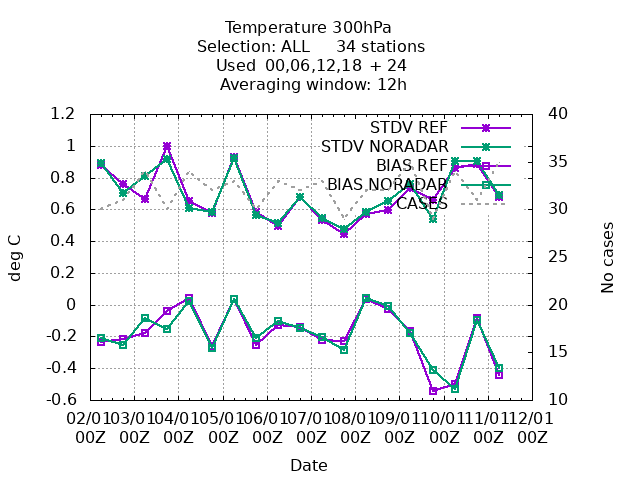 Temperature 300hPa
Selection: ALL     34 stations
Used 00,06,12,18 + 24
Averaging window: 12h
1.2
1
0.8
0.6
0.4
0.2
0
-0.2
-0.4
-0.6
deg C
40
35
30
25
20
15
10
No cases
STDV REF
STDV NORADAR
BIAS REF
BIAS NORADAR
CASES
02/01 03/01 04/01 05/01 06/01 07/01 08/01 09/01 10/01 11/01 12/01
00Z 00Z 00Z 00Z 00Z 00Z 00Z 00Z 00Z 00Z 00Z
Date